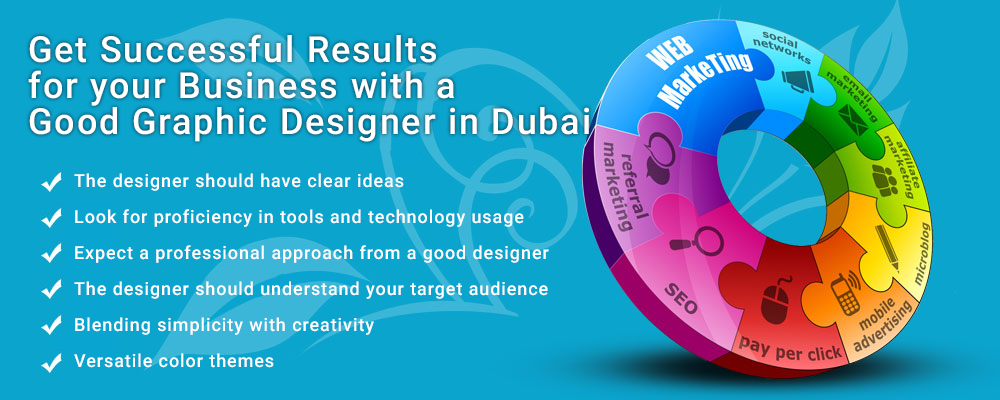 Get Successful Results
for your Business with a
Good Graphic Designer in Dubai
The designer should have clear ideas
Look for proficiency in tools and technology usage
Expect a professional approach from a good designer
The designer should understand your target audience
Blending simplicity with creativity
Versatile color themes
WEB
MarkeTing
social
networks
email
marketing
affiliate
marketing
microblog
mobile
advertising
pay per click
SEO
referral
marketing